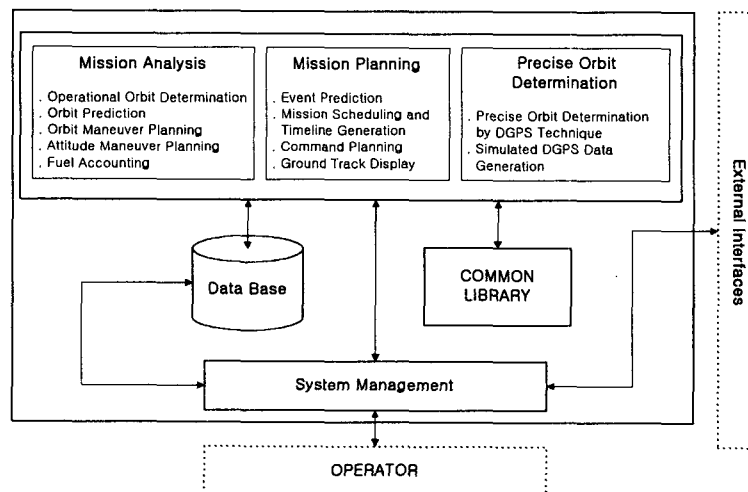 Mission Analysis
. Operational Orbit Determination
. Orbit Prediction
. Orbit Maneuver Planning
. Attitude Maneuver Planning
. Fuel Accounting
Mission Planning
. Event Prediction
. Mission Scheduling and
Timeline Generation
. Command Planning
. Ground Track Display
Precise Orbit
Determination
. Precise Orbit Determination
by DGPS Technique
. Simulated DGPS Data
Generation
Data Base
COMMON
LIBRARY
System Management
OPERATOR
External Interfaces